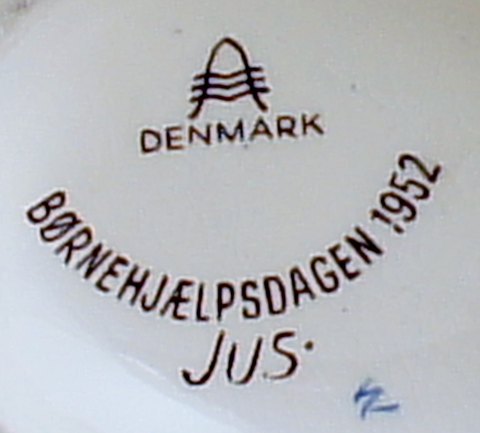 DENMARK
BØRNEHJÆLPSDAGEN 1952
JUS.